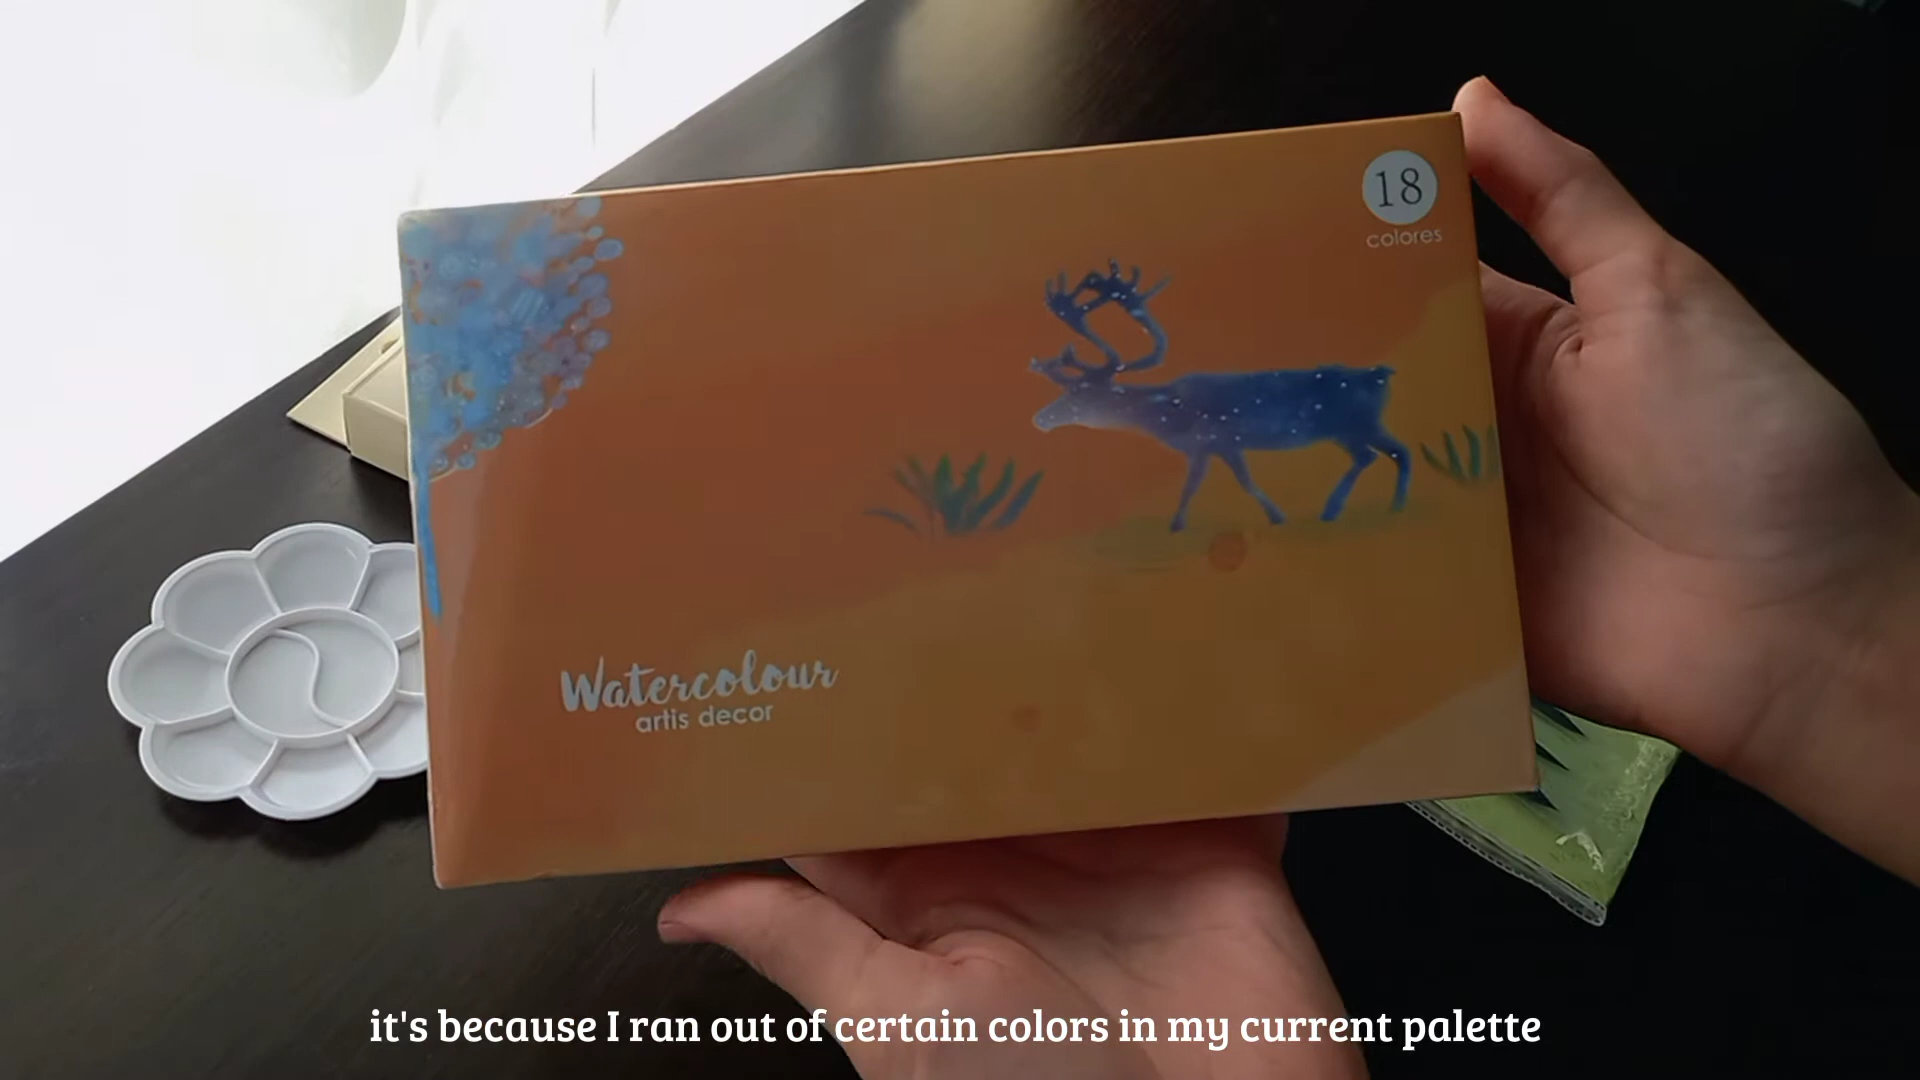 18
colores
Watercolour
artis decor
it's because I ran out of certain colors in my current palette